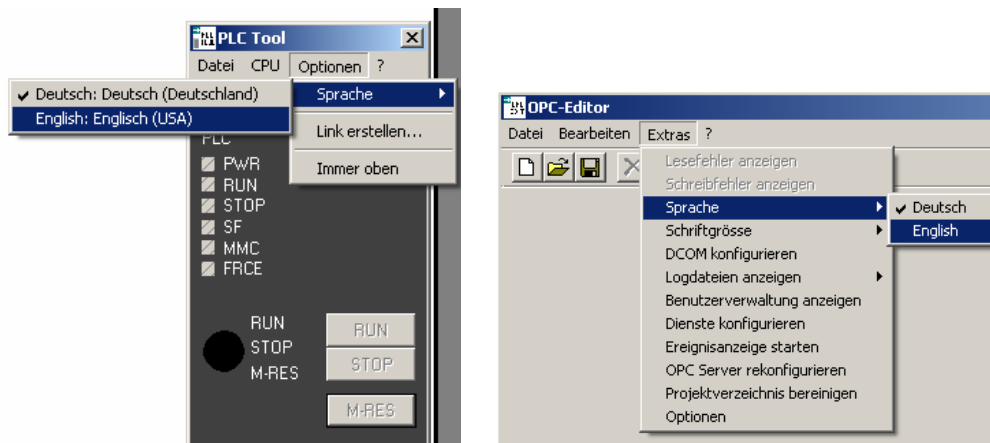 PLC Tool
Datei CPU Optionen ?
Sprache
Deutsch: Deutsch (Deutschland)
English: Englisch (USA)
Link erstellen...
Immer oben
PLC
PWR
RUN
STOP
SF
MMC
FRCE
RUN
STOP
M-RES
RUN
STOP
M-RES
OPC-Editor
Datei Bearbeiten Extras ?
Lesefehler anzeigen
Schreibfehler anzeigen
Sprache
Deutsch
English
Schriftgrösse
DCOM konfigurieren
Logdateien anzeigen
Benutzerverwaltung anzeigen
Dienste konfigurieren
Ereignisanzeige starten
OPC Server rekonfigurieren
Projektverzeichnis bereinigen
Optionen